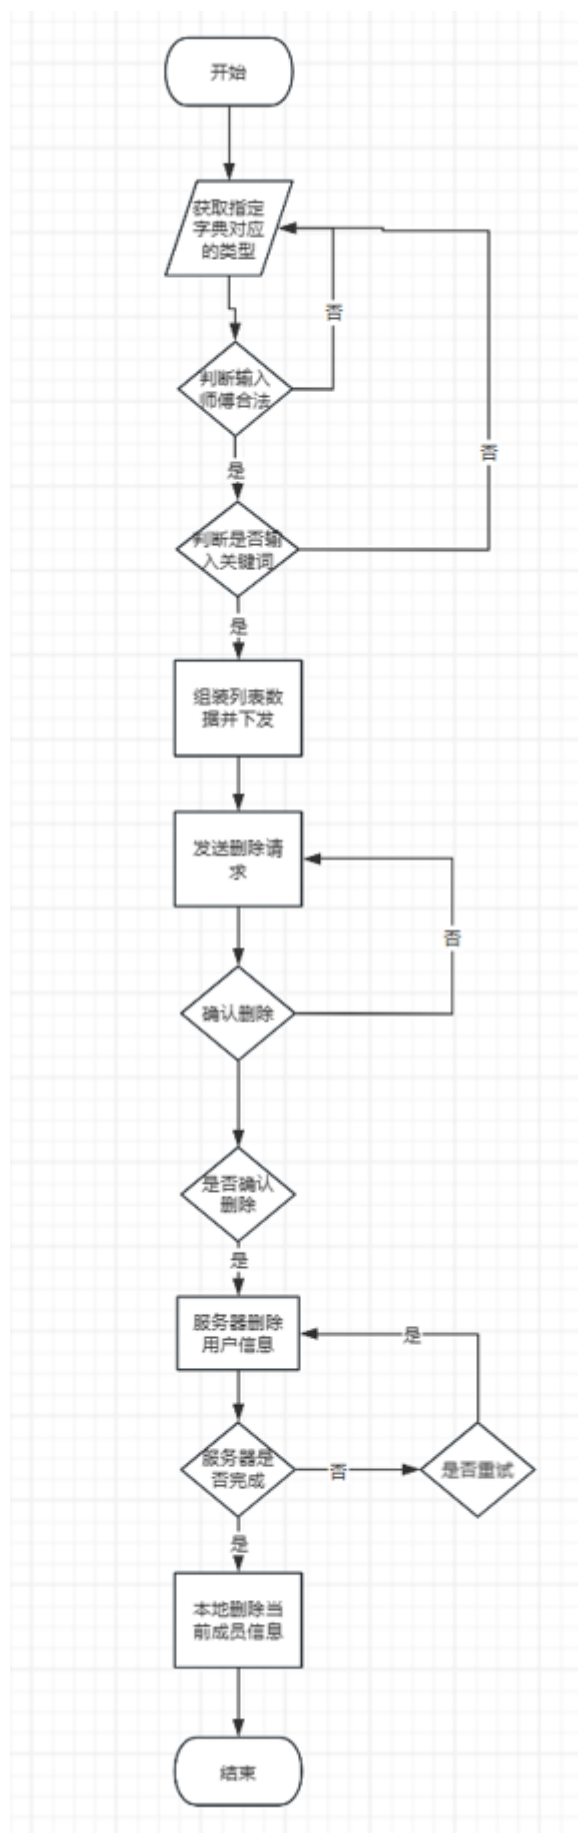 开始
获取指定
字典对应
的类型
否
判断输入
师傅合法
否
是
判断是否输
入关键词
是
组装列表数
据并下发
发送删除请
求
否
确认删除
是否确认
删除
是
服务器删除
用户信息
是
服务器是
否完成
否
是否重试
是
本地删除当
前成员信息
结束